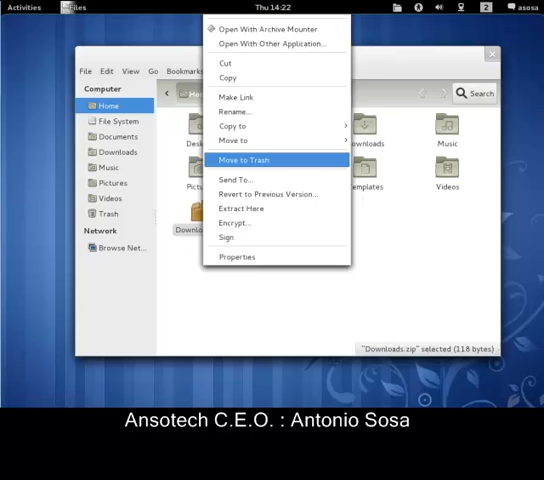 Activities Files Thu 14:22 2 asosa
File Edit View Go Bookmarks
Computer
Home
File System
Documents
Downloads
Music
Pictures
Videos
Trash
Network
Browse Net...
Search
Open With Archive Mounter
Open With Other Application...
Cut
Copy
Make Link
Rename...
Copy to
Move to
Move to Trash
Send To...
Revert to Previous Version...
Extract Here
Encrypt...
Sign
Properties
Music
Videos
"Downloads.zip" selected (118 bytes)
Ansotech C.E.O. : Antonio Sosa